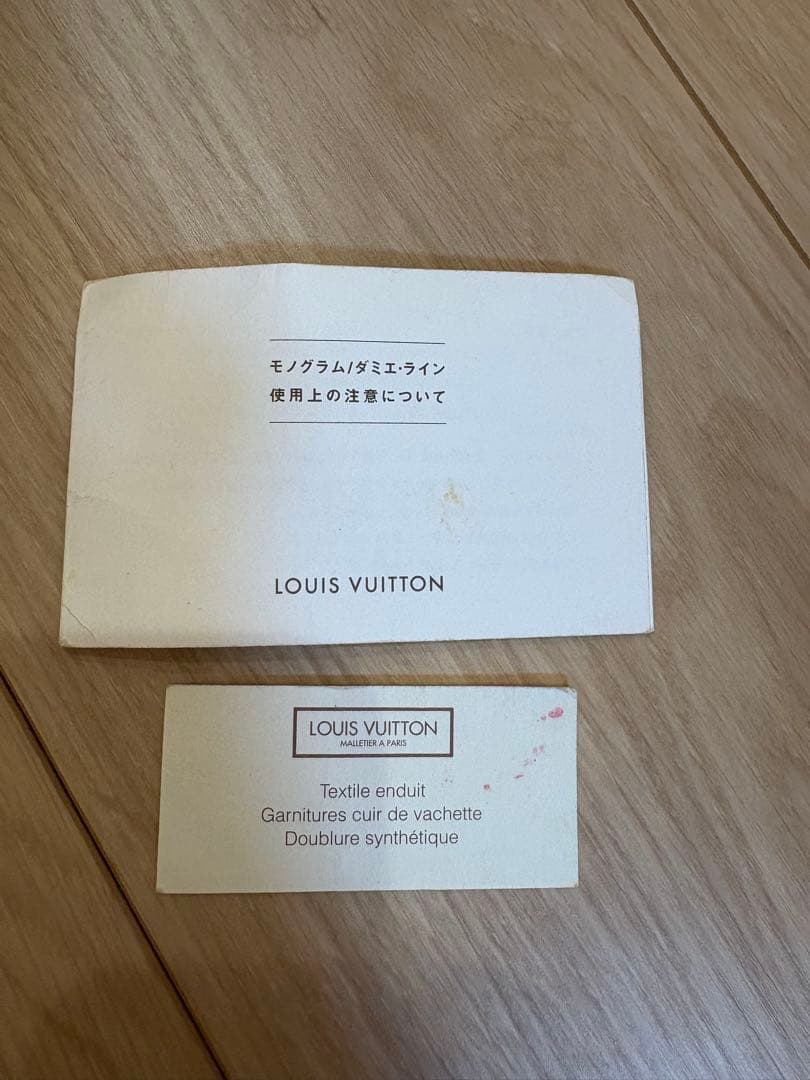 モノグラム/ダミエ・ライン
使用上の注意について
LOUIS VUITTON
LOUIS VUITTON
MALLETIER A PARIS
Textile enduit
Garnitures cuir de vachette
Doublure synthétique